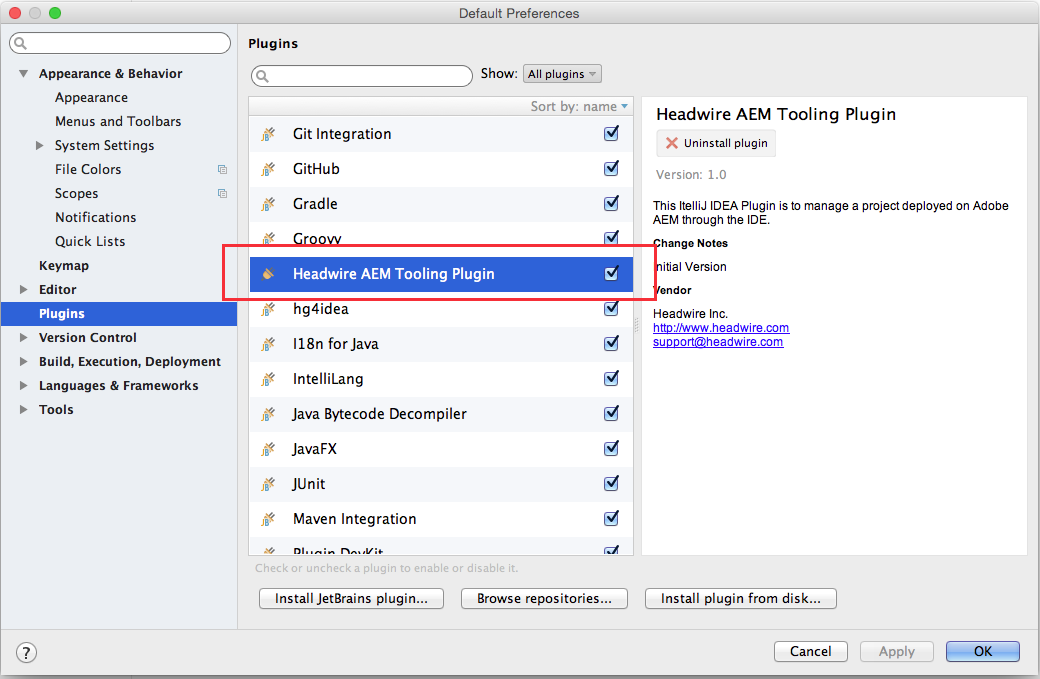 Default Preferences
Appearance & Behavior
Appearance
Menus and Toolbars
System Settings
File Colors
Scopes
Notifications
Quick Lists
Keymap
Editor
Plugins
Version Control
Build, Execution, Deployment
Languages & Frameworks
Tools
Plugins
Show: All plugins
Sort by: name
Git Integration
GitHub
Gradle
Groovy
Headwire AEM Tooling Plugin
hg4idea
I18n for Java
IntelliLang
Java Bytecode Decompiler
JavaFX
JUnit
Maven Integration
Plugin DevKit
Check or uncheck a plugin to enable or disable it.
Install JetBrains plugin...
Browse repositories...
Install plugin from disk...
Headwire AEM Tooling Plugin
Uninstall plugin
Version: 1.0
This ItelliJ IDEA Plugin is to manage a project deployed on Adobe
AEM through the IDE.
Change Notes
Initial Version
Vendor
Headwire Inc.
http://www.headwire.com
support@headwire.com
?
Cancel
Apply
OK